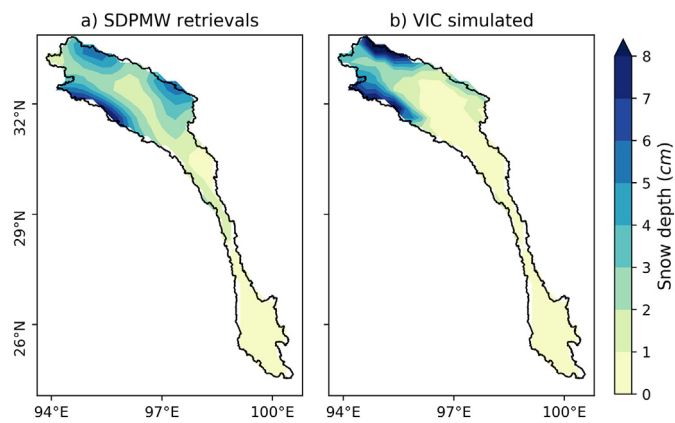 a) SDPMW retrievals
b) VIC simulated
32°N
29°N
26°N
94°E
97°E
100°E
94°E
97°E
100°E
8
7
6
5
4
3
2
1
0
Snow depth (cm)